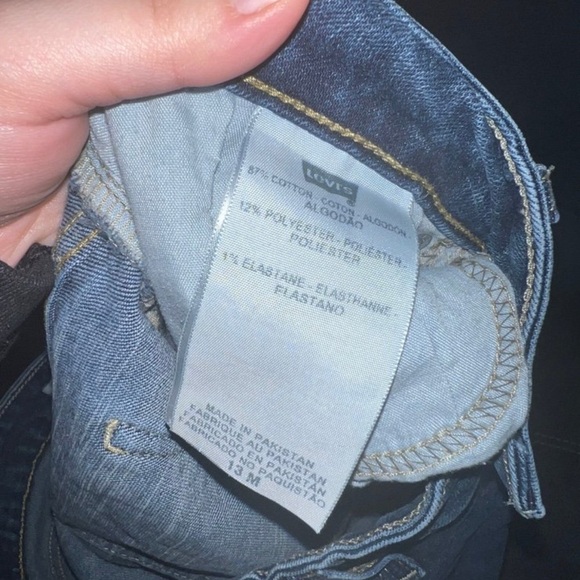 LEVI'S
87% COTTON - COTON - ALGODÓN -
ALGODÃO
12% POLYESTER - POLIÉSTER -
POLIESTER
1% ELASTANE - ELASTHANNE -
ELASTANO
MADE IN PAKISTAN
FABRIQUE AU PAKISTAN
FABRICADO EN PAKISTÁN
FABRICADO NO PAQUISTÃO
13 M